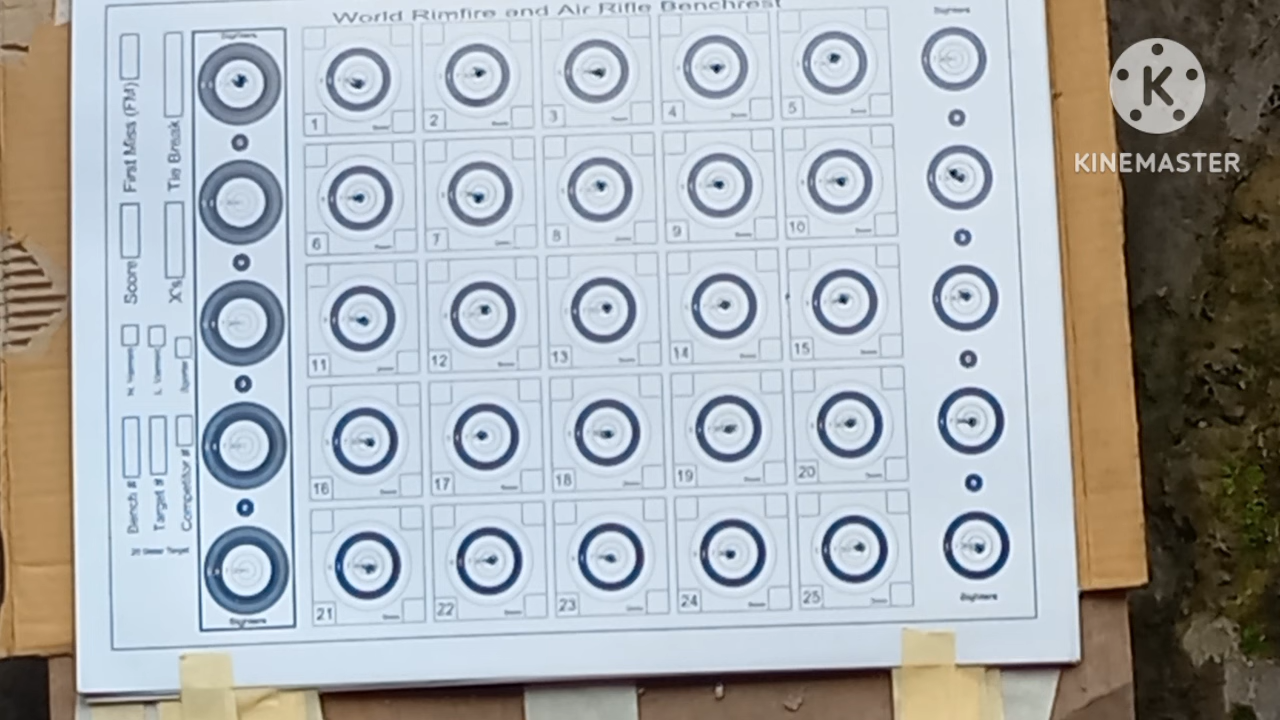 World Rimfire and Air Rifle Benchrest
K
KINEMASTER
Sighters
Sighters
First Miss (FM)
Score
Tie Break
X's
Bench #
Target #
Competitor #
1
2
3
4
5
6
7
8
9
10
11
12
13
14
15
16
17
18
19
20
21
22
23
24
25
Sighters
Sighters